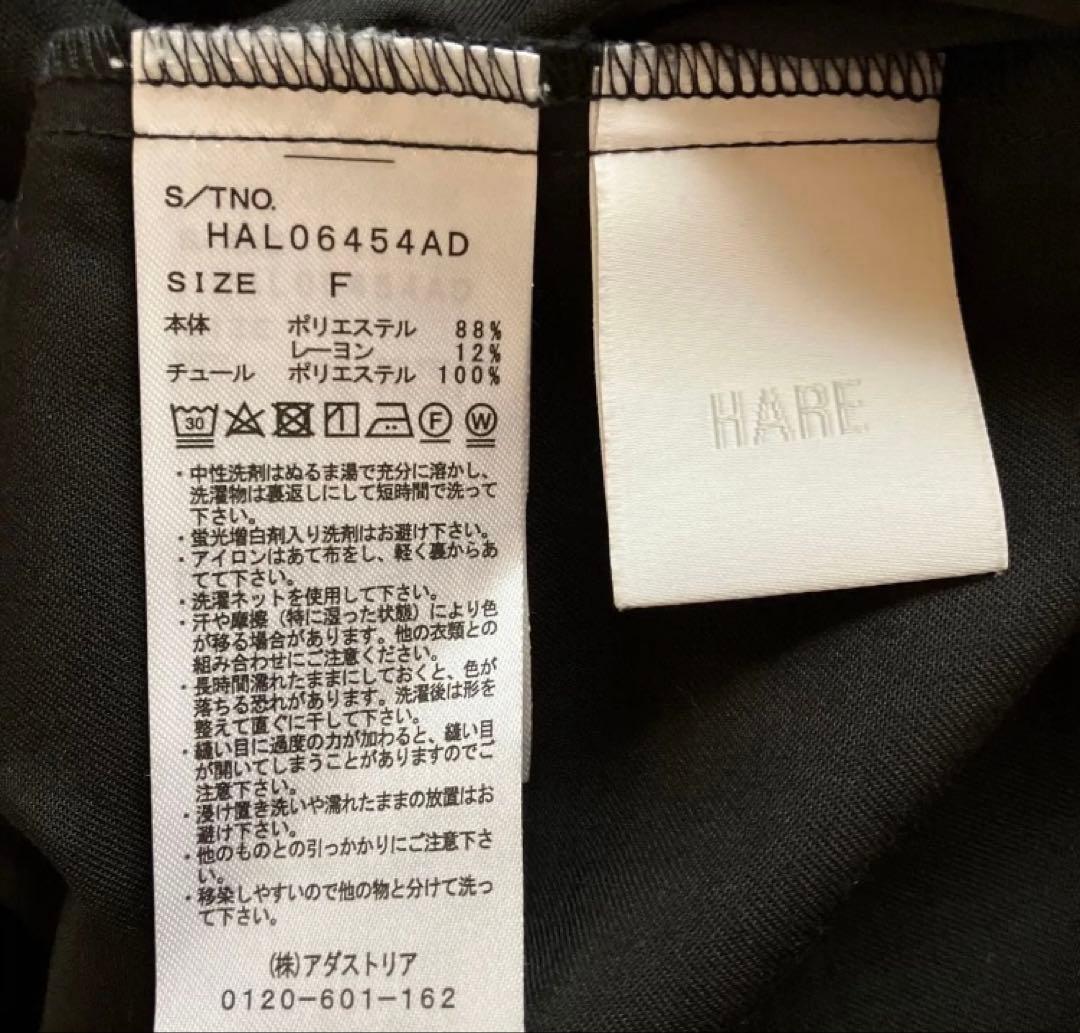 S/TNO.
HAL06454AD
SIZE F
本体 ポリエステル 88%
レーヨン 12%
チュール ポリエステル 100%
30 F W
・中性洗剤はぬるま湯で充分に溶かし、
洗濯物は裏返しにして短時間で洗って
下さい。
・蛍光増白剤入り洗剤はお避け下さい。
・アイロンはあて布をし、軽く裏からあ
てて下さい。
・洗濯ネットを使用して下さい。
・汗や摩擦（特に湿った状態）により色
が移る場合があります。他の衣類との
組み合わせにご注意ください。
・長時間濡れたままにしておくと、色が
落ちる恐れがあります。洗濯後は形を
整えて直ぐに干して下さい。
・縫い目に過度の力が加わると、縫い目
が開いてしまうことがありますのでご
注意下さい。
・浸け置き洗いや濡れたままの放置はお
避け下さい。
・他のものとの引っかかりにご注意下さ
い。
・移染しやすいので他の物と分けて洗っ
て下さい。
(株)アダストリア
0120-601-162
HARE